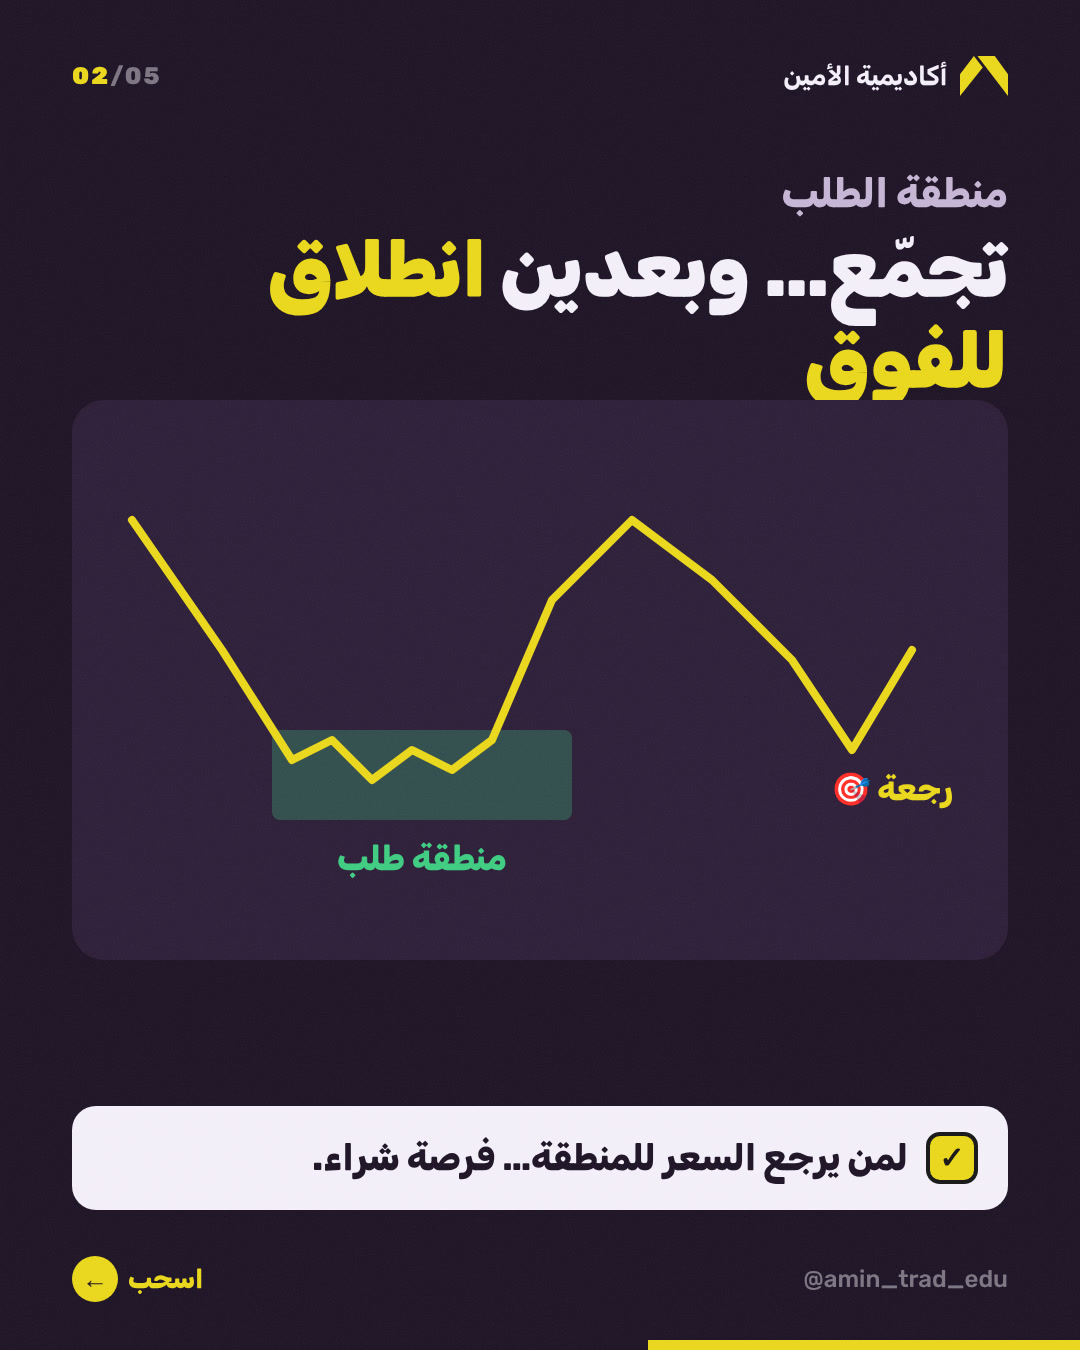 أكاديمية الأمين
02/05
منطقة الطلب
تجمّع... وبعدين انطلاق
للفوق
رجعة 🎯
منطقة طلب
✓ لمن يرجع السعر للمنطقة... فرصة شراء.
@amin_trad_edu
اسحب ←